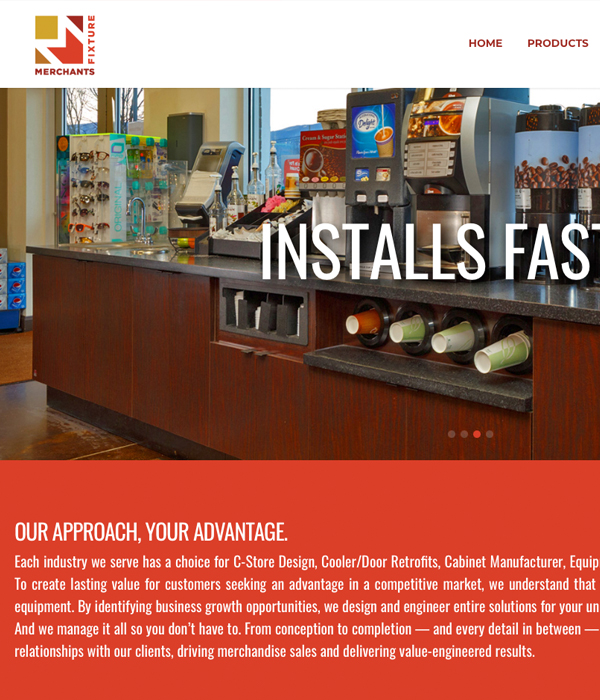 FIXTURE
MERCHANTS
HOME PRODUCTS
INSTALLS FAST
OUR APPROACH, YOUR ADVANTAGE.
Each industry we serve has a choice for C-Store Design, Cooler/Door Retrofits, Cabinet Manufacturer, Equip
To create lasting value for customers seeking an advantage in a competitive market, we understand that
equipment. By identifying business growth opportunities, we design and engineer entire solutions for your un
And we manage it all so you don’t have to. From conception to completion — and every detail in between —
relationships with our clients, driving merchandise sales and delivering value-engineered results.